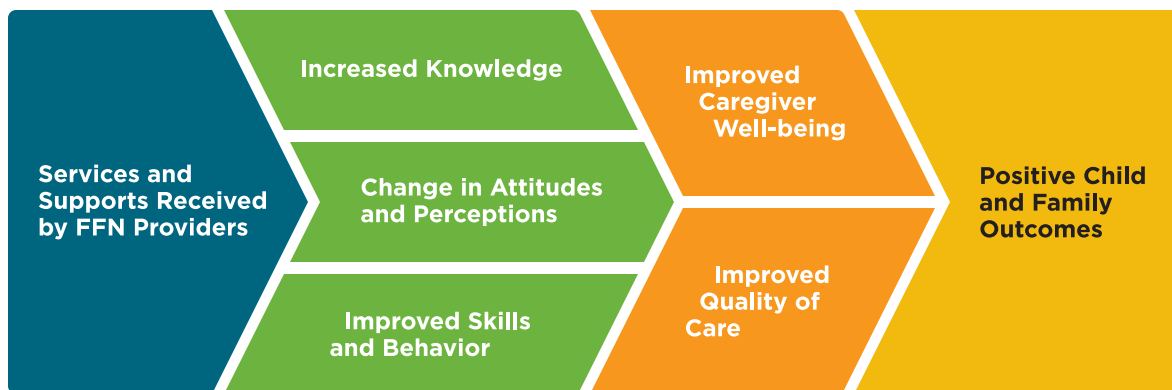 Services and
Supports Received
by FFN Providers
Increased Knowledge
Change in Attitudes
and Perceptions
Improved Skills
and Behavior
Improved
Caregiver
Well-being
Improved
Quality of
Care
Positive Child
and Family
Outcomes